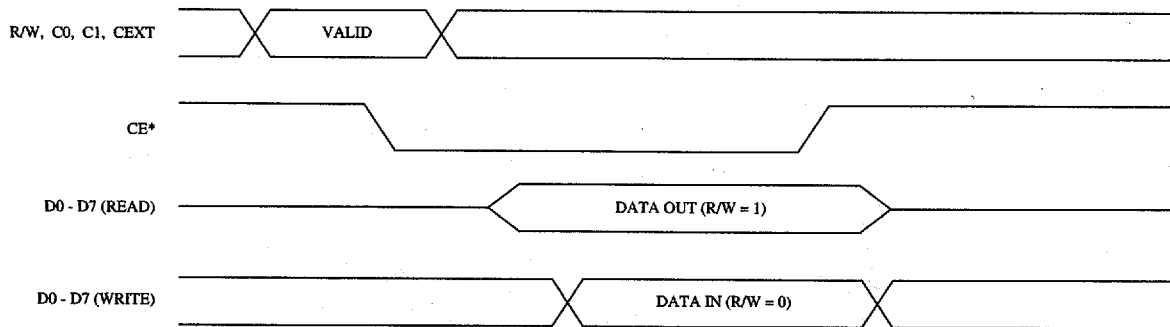 R/W, C0, C1, CEXT
VALID
CE*
D0 - D7 (READ)
DATA OUT (R/W = 1)
D0 - D7 (WRITE)
DATA IN (R/W = 0)